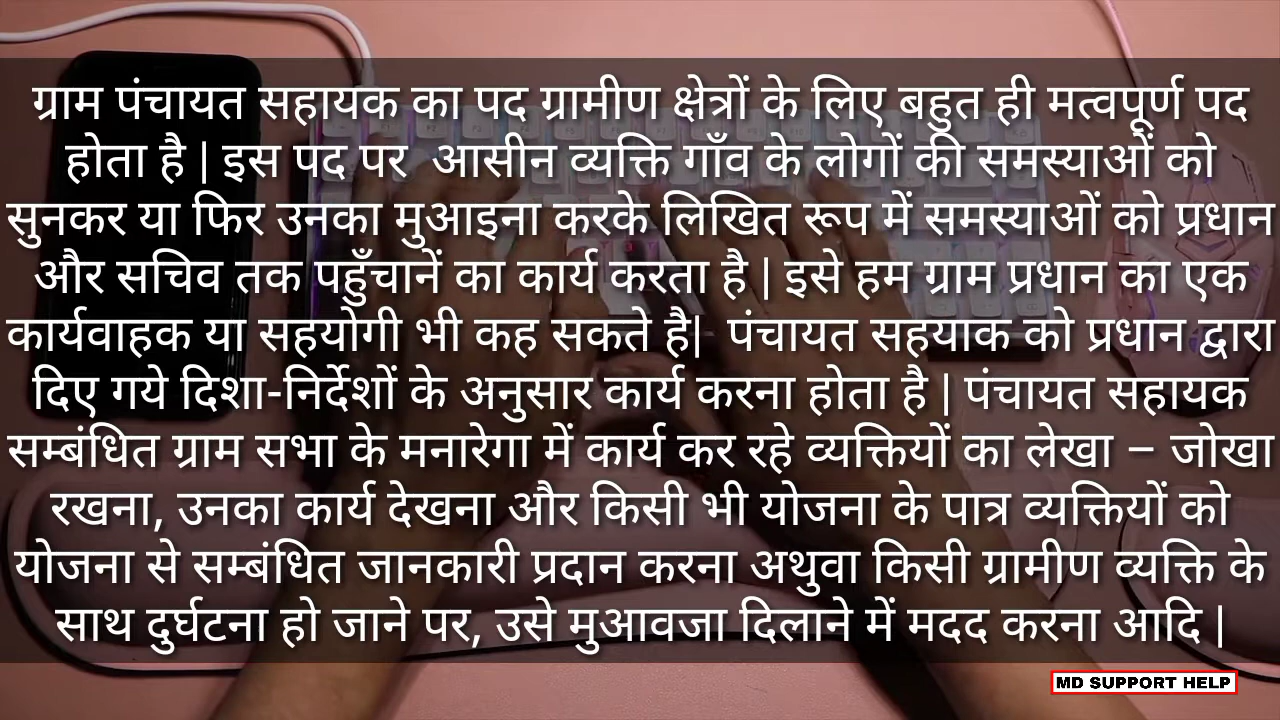 ग्राम पंचायत सहायक का पद ग्रामीण क्षेत्रों के लिए बहुत ही मत्वपूर्ण पद
होता है | इस पद पर  आसीन व्यक्ति गाँव के लोगों की समस्याओं को
सुनकर या फिर उनका मुआइना करके लिखित रूप में समस्याओं को प्रधान
और सचिव तक पहुँचानें का कार्य करता है | इसे हम ग्राम प्रधान का एक
कार्यवाहक या सहयोगी भी कह सकते है|  पंचायत सहयाक को प्रधान द्वारा
दिए गये दिशा-निर्देशों के अनुसार कार्य करना होता है | पंचायत सहायक
सम्बंधित ग्राम सभा के मनारेगा में कार्य कर रहे व्यक्तियों का लेखा – जोखा
रखना, उनका कार्य देखना और किसी भी योजना के पात्र व्यक्तियों को
योजना से सम्बंधित जानकारी प्रदान करना अथुवा किसी ग्रामीण व्यक्ति के
साथ दुर्घटना हो जाने पर, उसे मुआवजा दिलाने में मदद करना आदि |
MD SUPPORT HELP